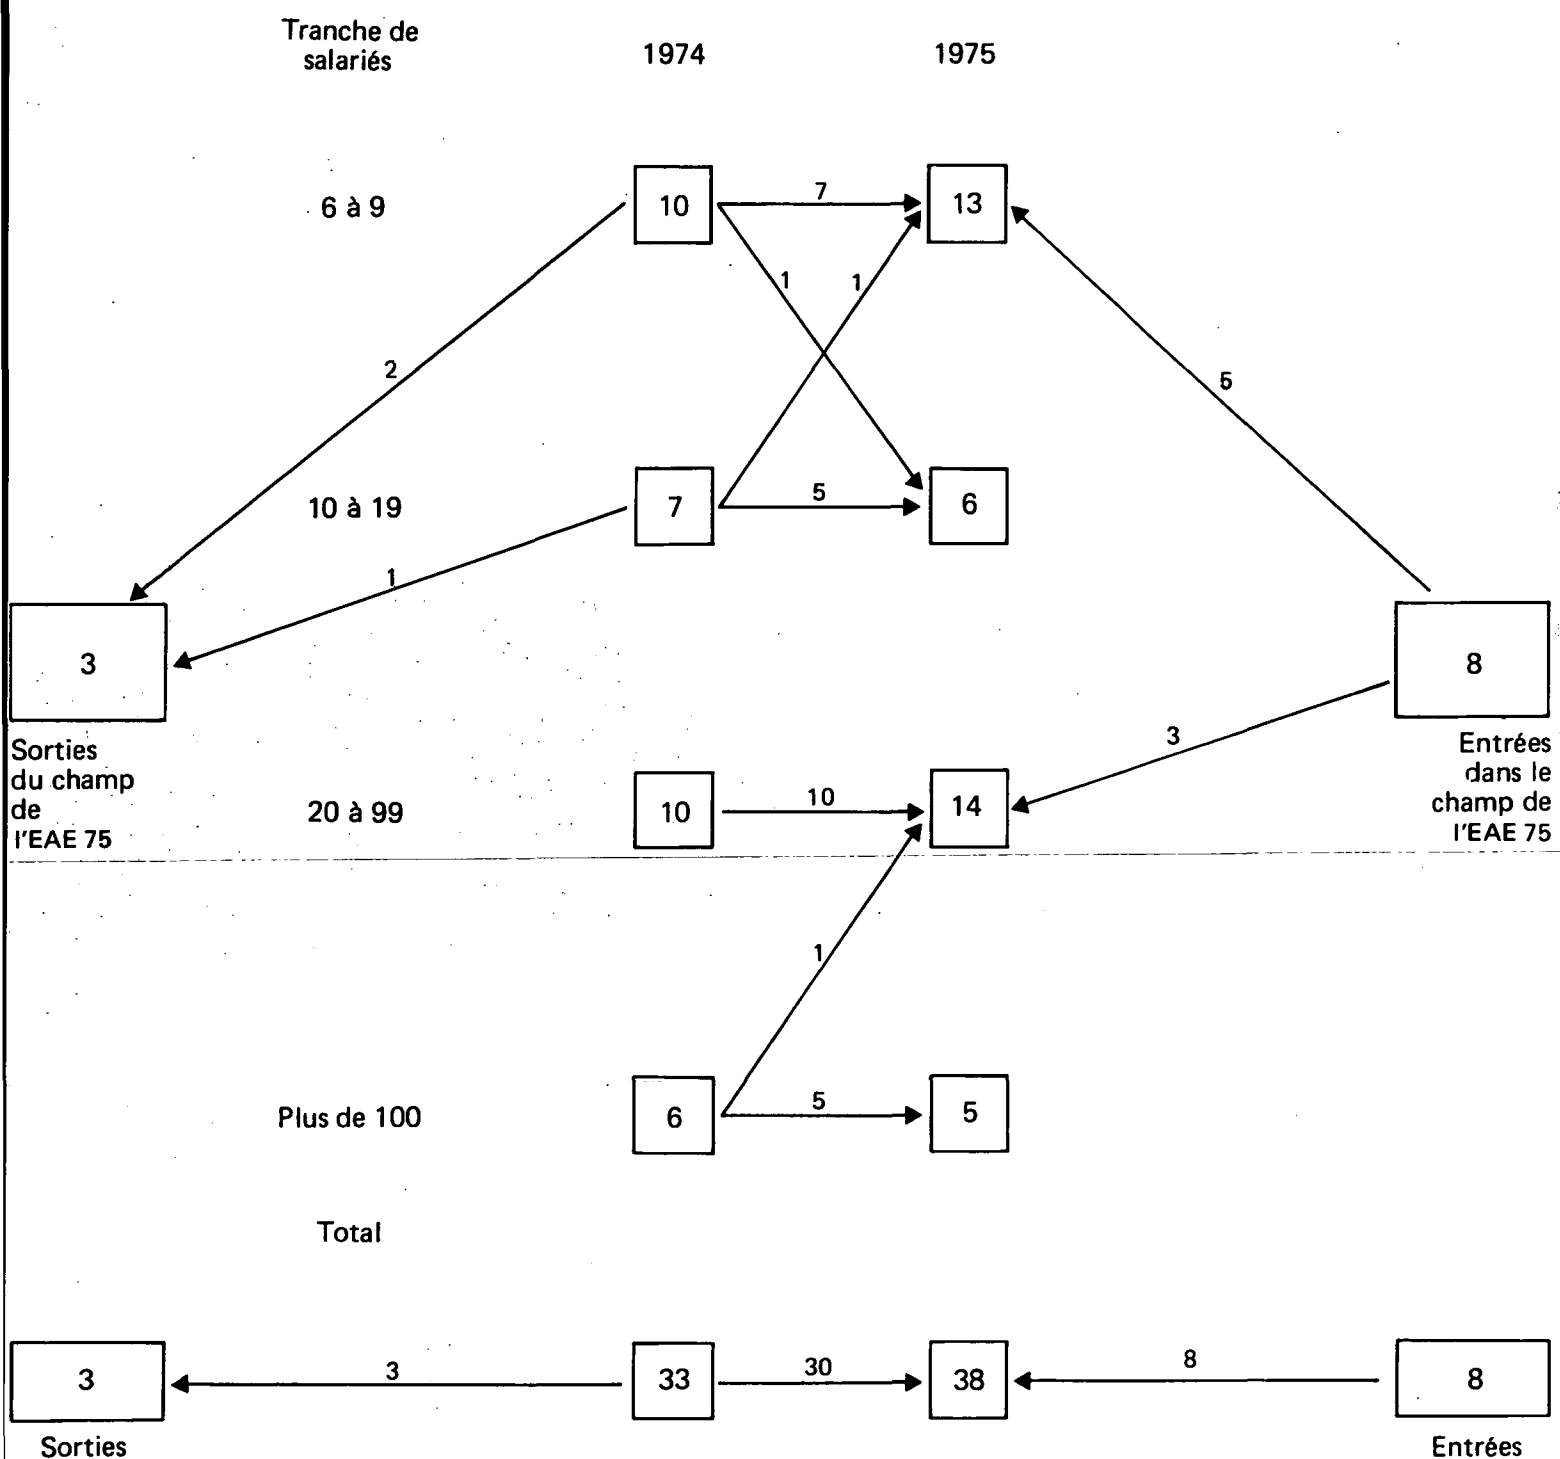 Tranche de
salariés
1974
1975
6 à 9
10
7
13
1
1
2
5
10 à 19
7
5
6
1
3
8
Sorties
du champ
de
l'EAE 75
Entrées
dans le
champ de
l'EAE 75
3
20 à 99
10
10
14
1
Plus de 100
6
5
5
Total
3
3
33
30
38
8
8
Sorties
Entrées